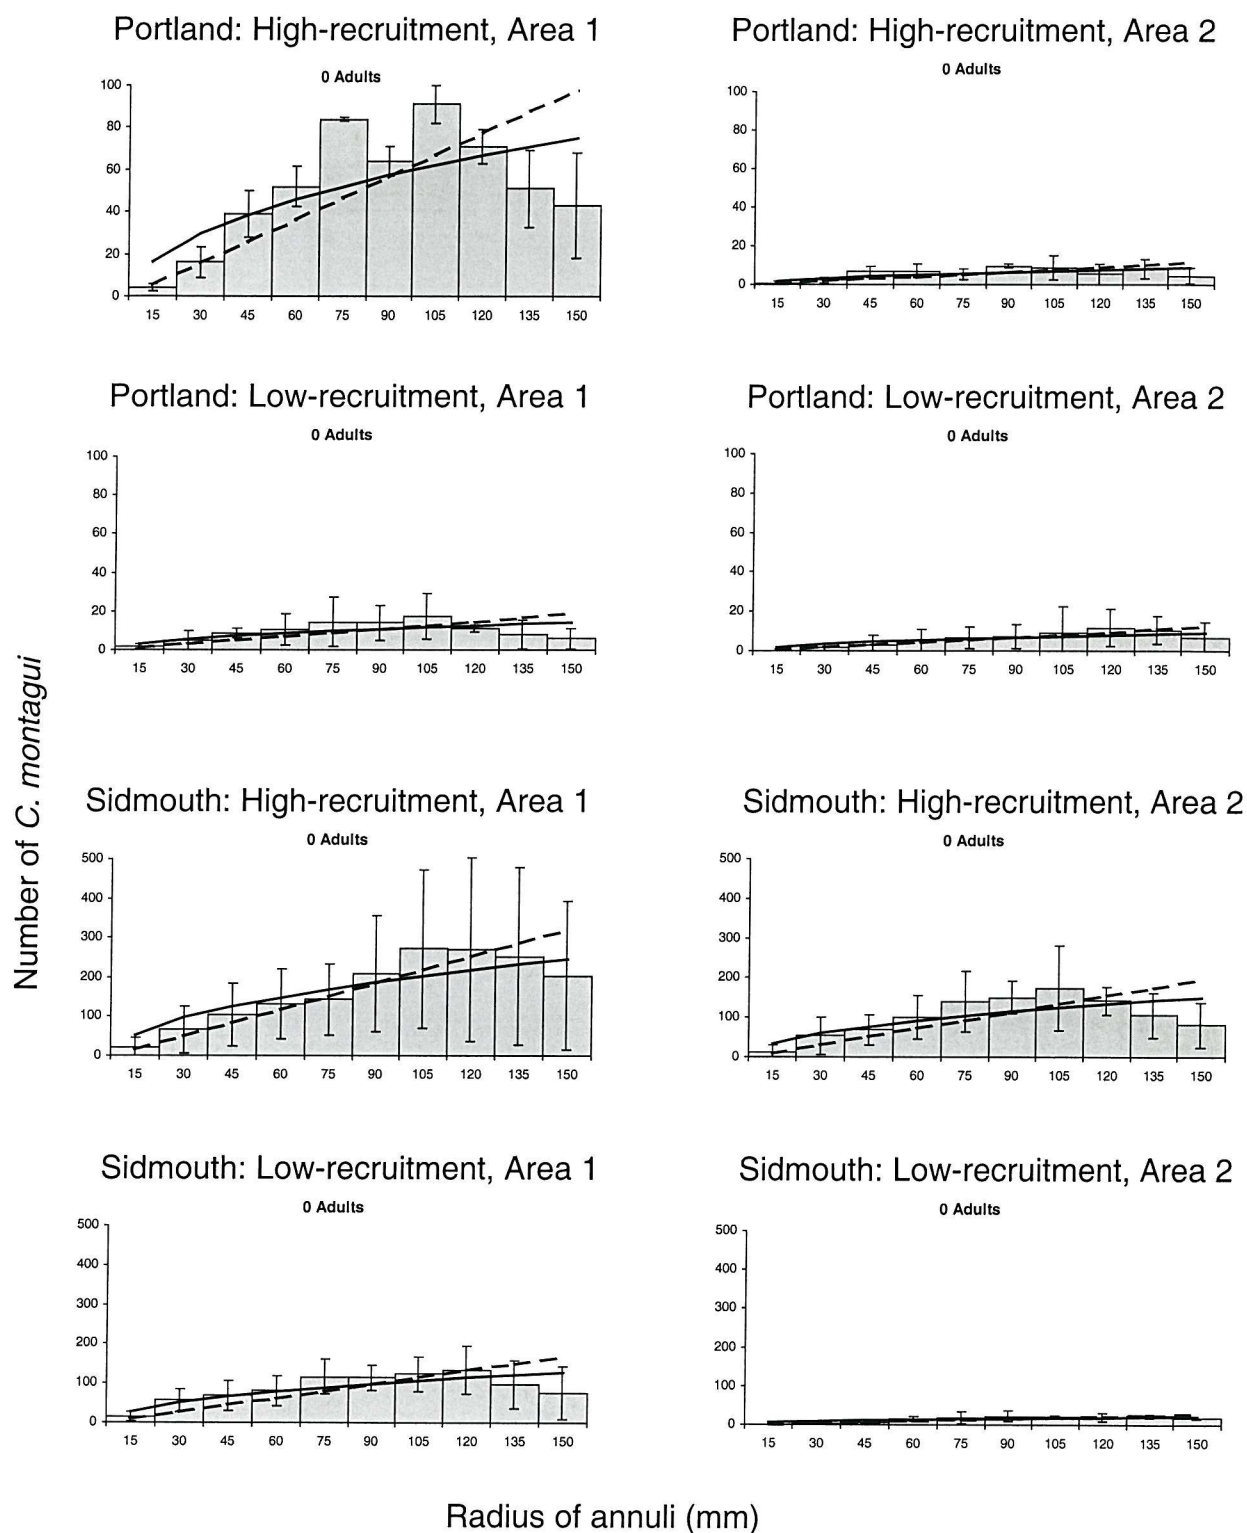 Portland: High-recruitment, Area 1
0 Adults
100
80
60
40
20
0
15 30 45 60 75 90 105 120 135 150
Portland: High-recruitment, Area 2
0 Adults
100
80
60
40
20
0
15 30 45 60 75 90 105 120 135 150
Portland: Low-recruitment, Area 1
0 Adults
100
80
60
40
20
0
15 30 45 60 75 90 105 120 135 150
Portland: Low-recruitment, Area 2
0 Adults
100
80
60
40
20
0
15 30 45 60 75 90 105 120 135 150
Number of C. montagui
Sidmouth: High-recruitment, Area 1
0 Adults
500
400
300
200
100
0
15 30 45 60 75 90 105 120 135 150
Sidmouth: High-recruitment, Area 2
0 Adults
500
400
300
200
100
0
15 30 45 60 75 90 105 120 135 150
Sidmouth: Low-recruitment, Area 1
0 Adults
500
400
300
200
100
0
15 30 45 60 75 90 105 120 135 150
Sidmouth: Low-recruitment, Area 2
0 Adults
500
400
300
200
100
0
15 30 45 60 75 90 105 120 135 150
Radius of annuli (mm)